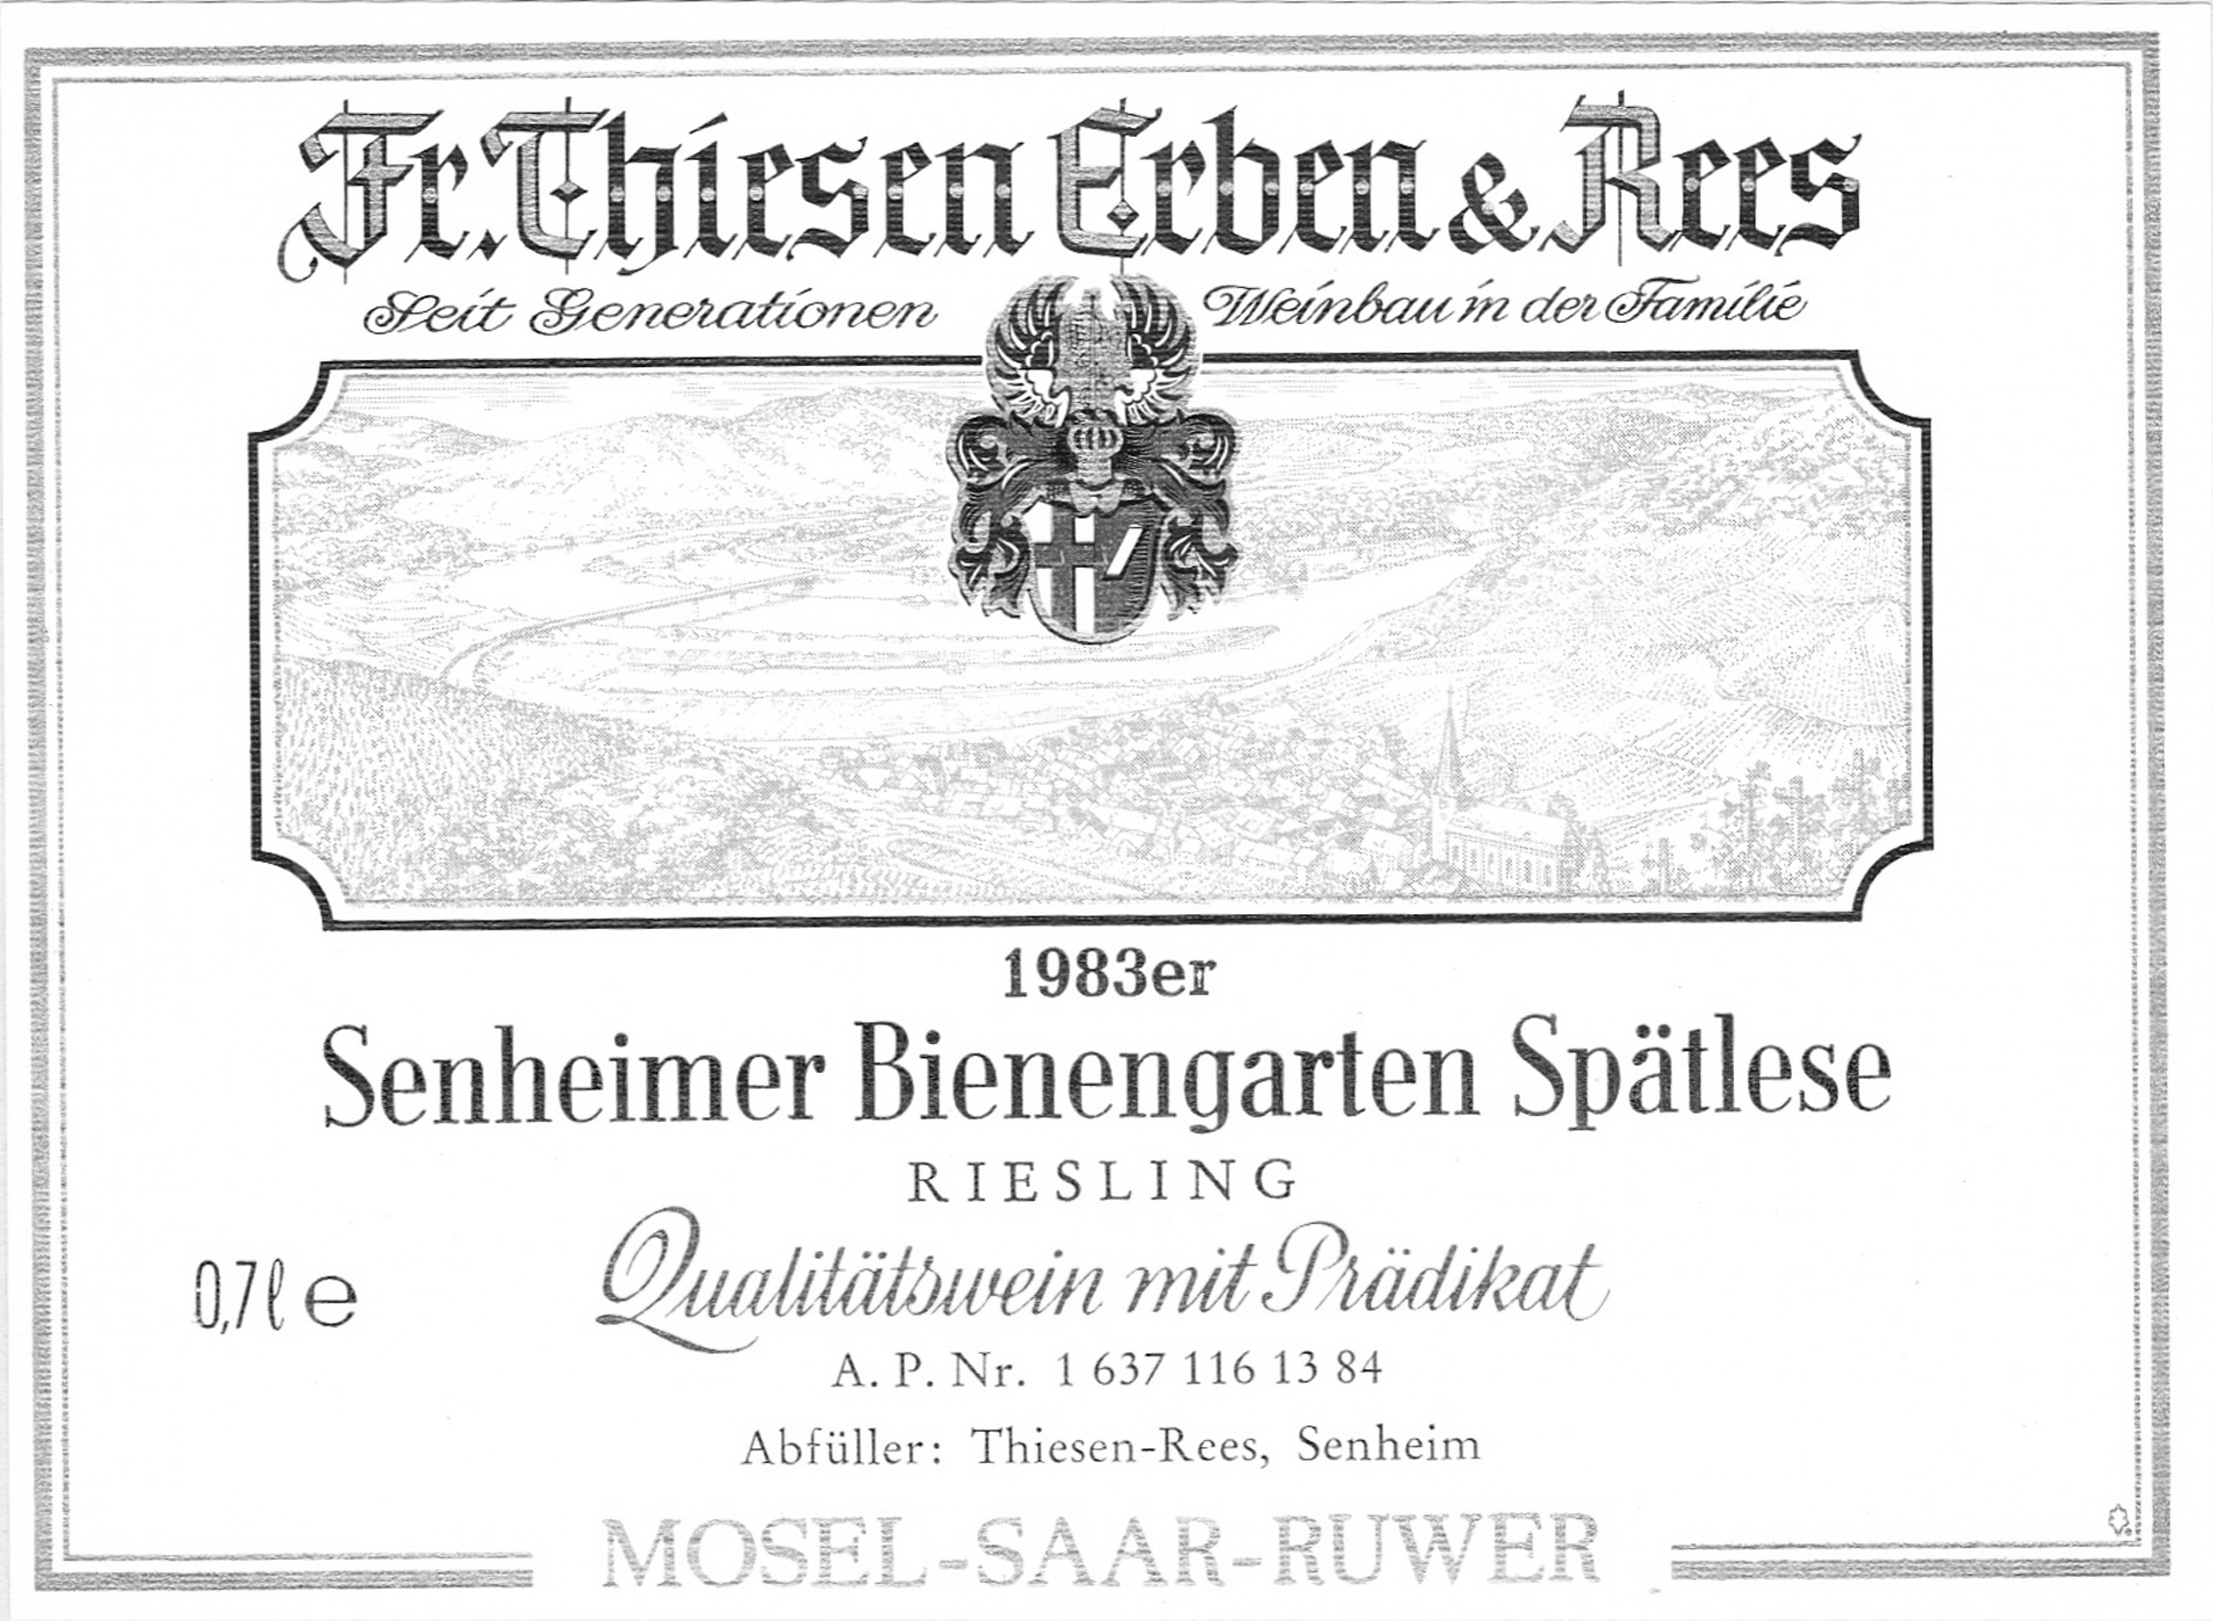 Fr. Thiesen Erben & Rees
Seit Generationen Weinbau in der Familie
1983er
Senheimer Bienengarten Spätlese
RIESLING
0,7 l e
Qualitätswein mit Prädikat
A. P. Nr. 1 637 116 13 84
Abfüller: Thiesen-Rees, Senheim
MOSEL-SAAR-RUWER